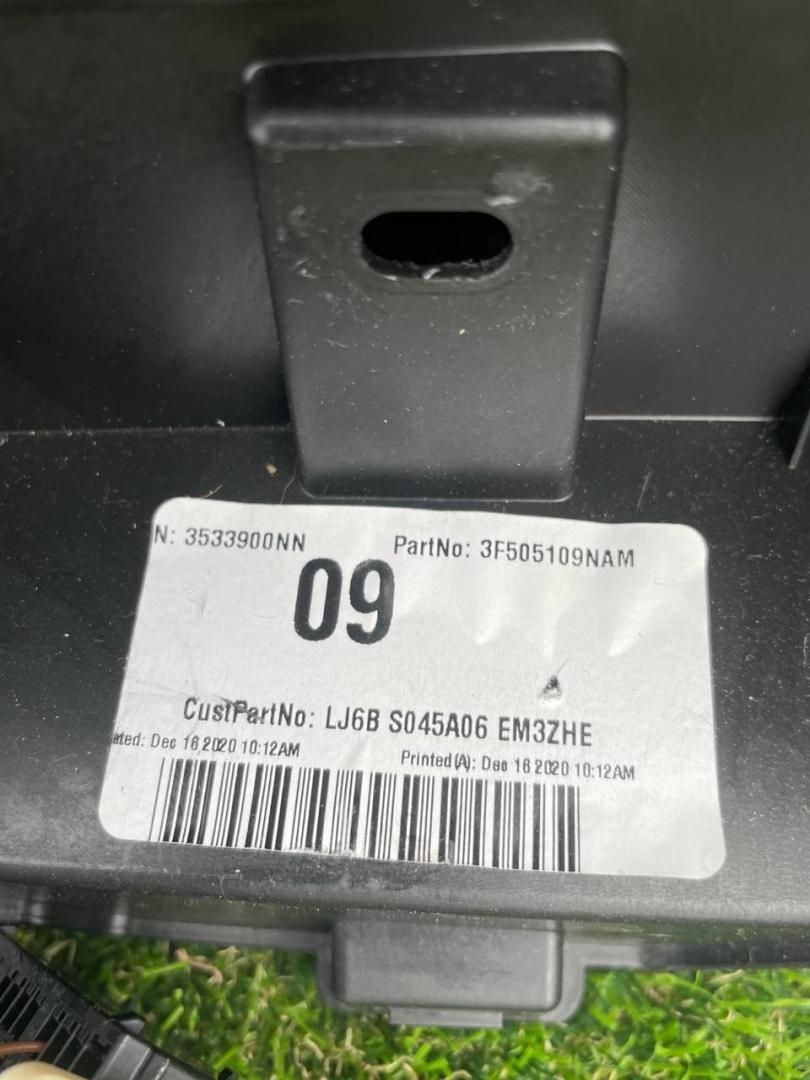 N: 3533900NN PartNo: 3F505109NAM
09
CustPartNo: LJ6B S045A06 EM3ZHE
ated: Dec 16 2020 10:12AM Printed(A): Dec 16 2020 10:12AM